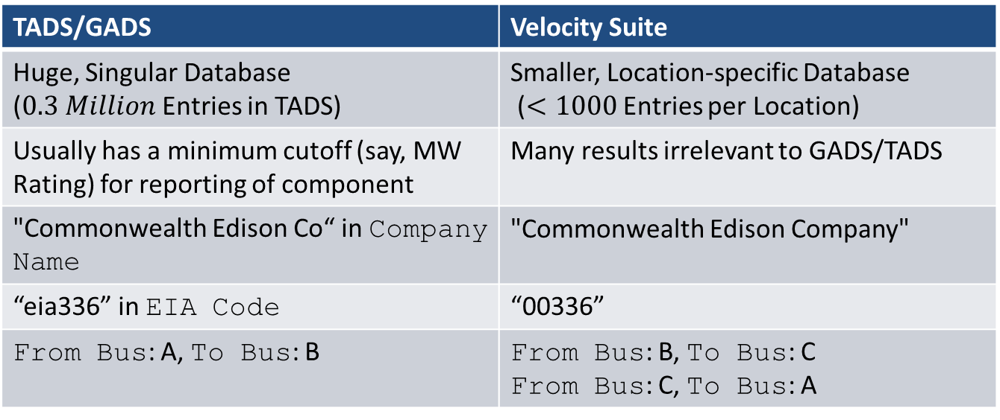 TADS/GADS
Velocity Suite
Huge, Singular Database
(0.3 Million Entries in TADS)
Smaller, Location-specific Database
(< 1000 Entries per Location)
Usually has a minimum cutoff (say, MW
Rating) for reporting of component
Many results irrelevant to GADS/TADS
"Commonwealth Edison Co“ in Company
Name
"Commonwealth Edison Company"
“eia336” in EIA Code
“00336”
From Bus: A, To Bus: B
From Bus: B, To Bus: C
From Bus: C, To Bus: A